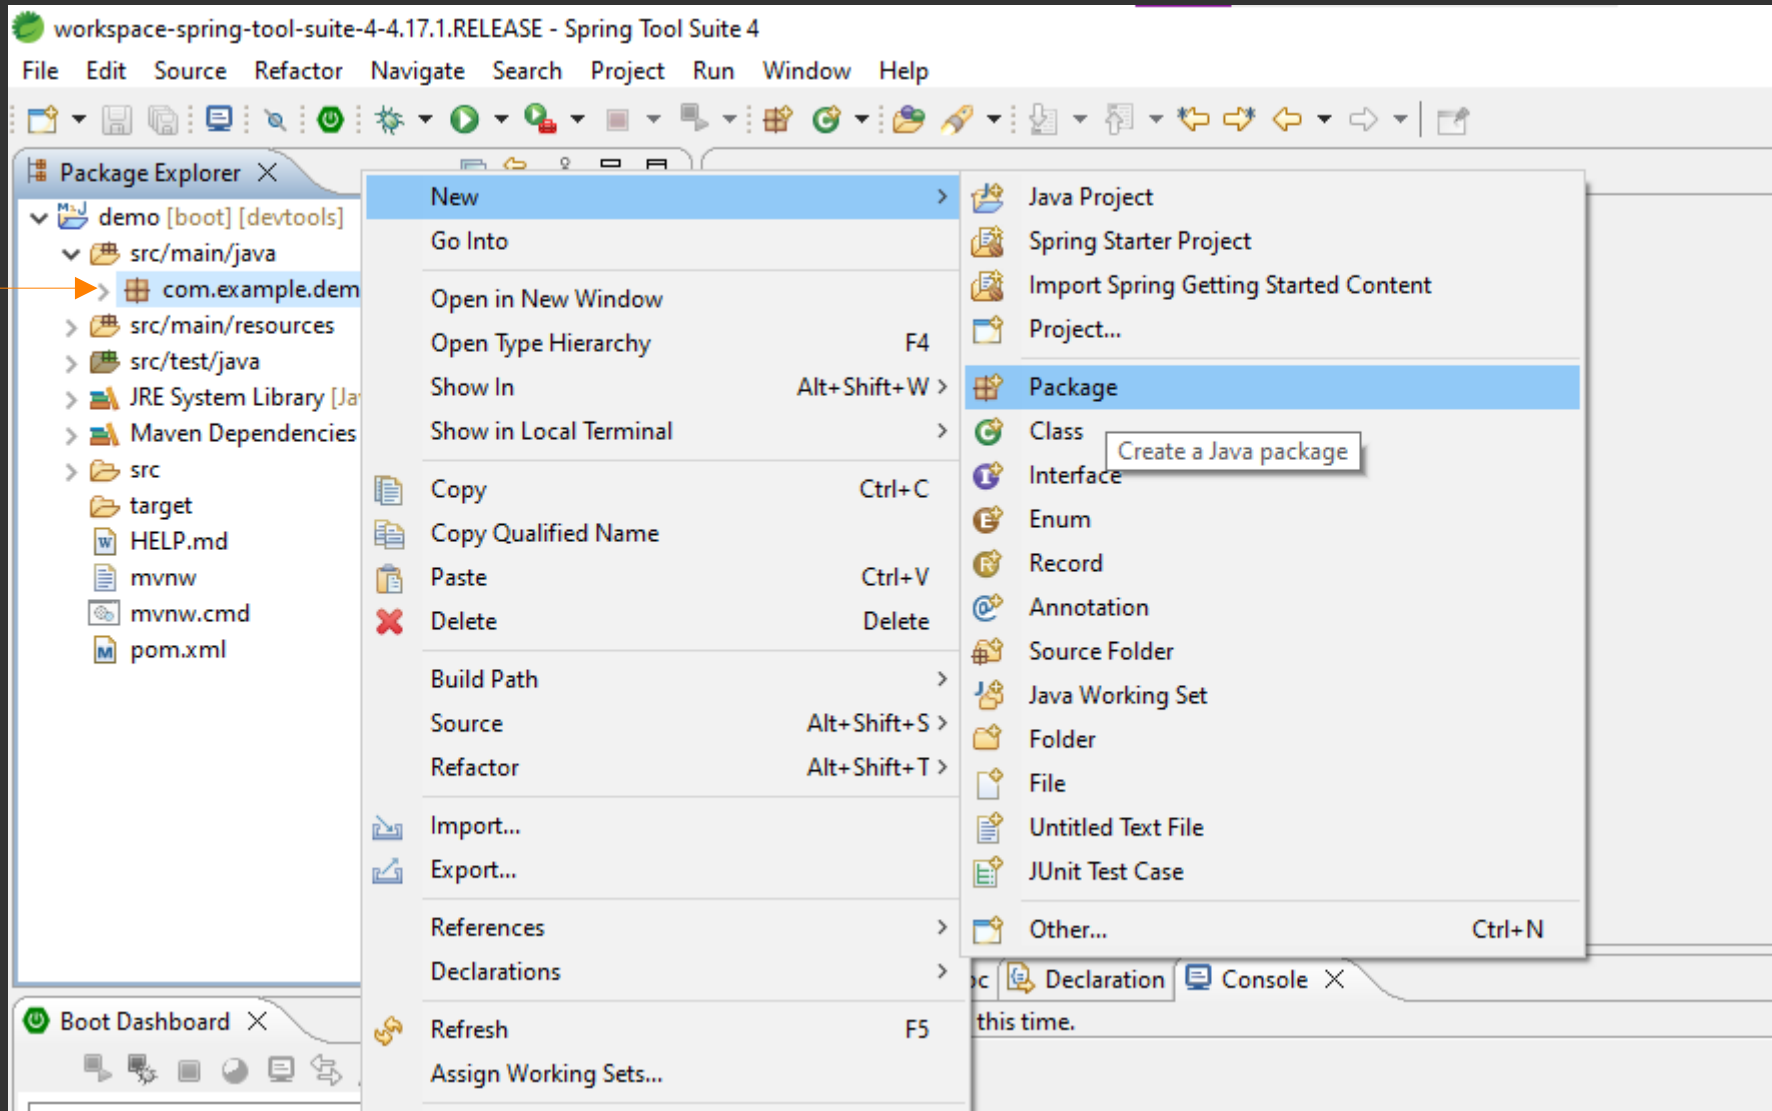 workspace-spring-tool-suite-4-4.17.1.RELEASE - Spring Tool Suite 4
File Edit Source Refactor Navigate Search Project Run Window Help
Package Explorer
demo [boot] [devtools]
src/main/java
com.example.dem
src/main/resources
src/test/java
JRE System Library [Ja
Maven Dependencies
src
target
HELP.md
mvnw
mvnw.cmd
pom.xml
Boot Dashboard
New
Go Into
Open in New Window
Open Type Hierarchy F4
Show In Alt+Shift+W
Show in Local Terminal
Copy Ctrl+C
Copy Qualified Name
Paste Ctrl+V
Delete Delete
Build Path
Source Alt+Shift+S
Refactor Alt+Shift+T
Import...
Export...
References
Declarations
Refresh F5
Assign Working Sets...
Java Project
Spring Starter Project
Import Spring Getting Started Content
Project...
Package
Class
Create a Java package
Interface
Enum
Record
Annotation
Source Folder
Java Working Set
Folder
File
Untitled Text File
JUnit Test Case
Other... Ctrl+N
Declaration Console
this time.